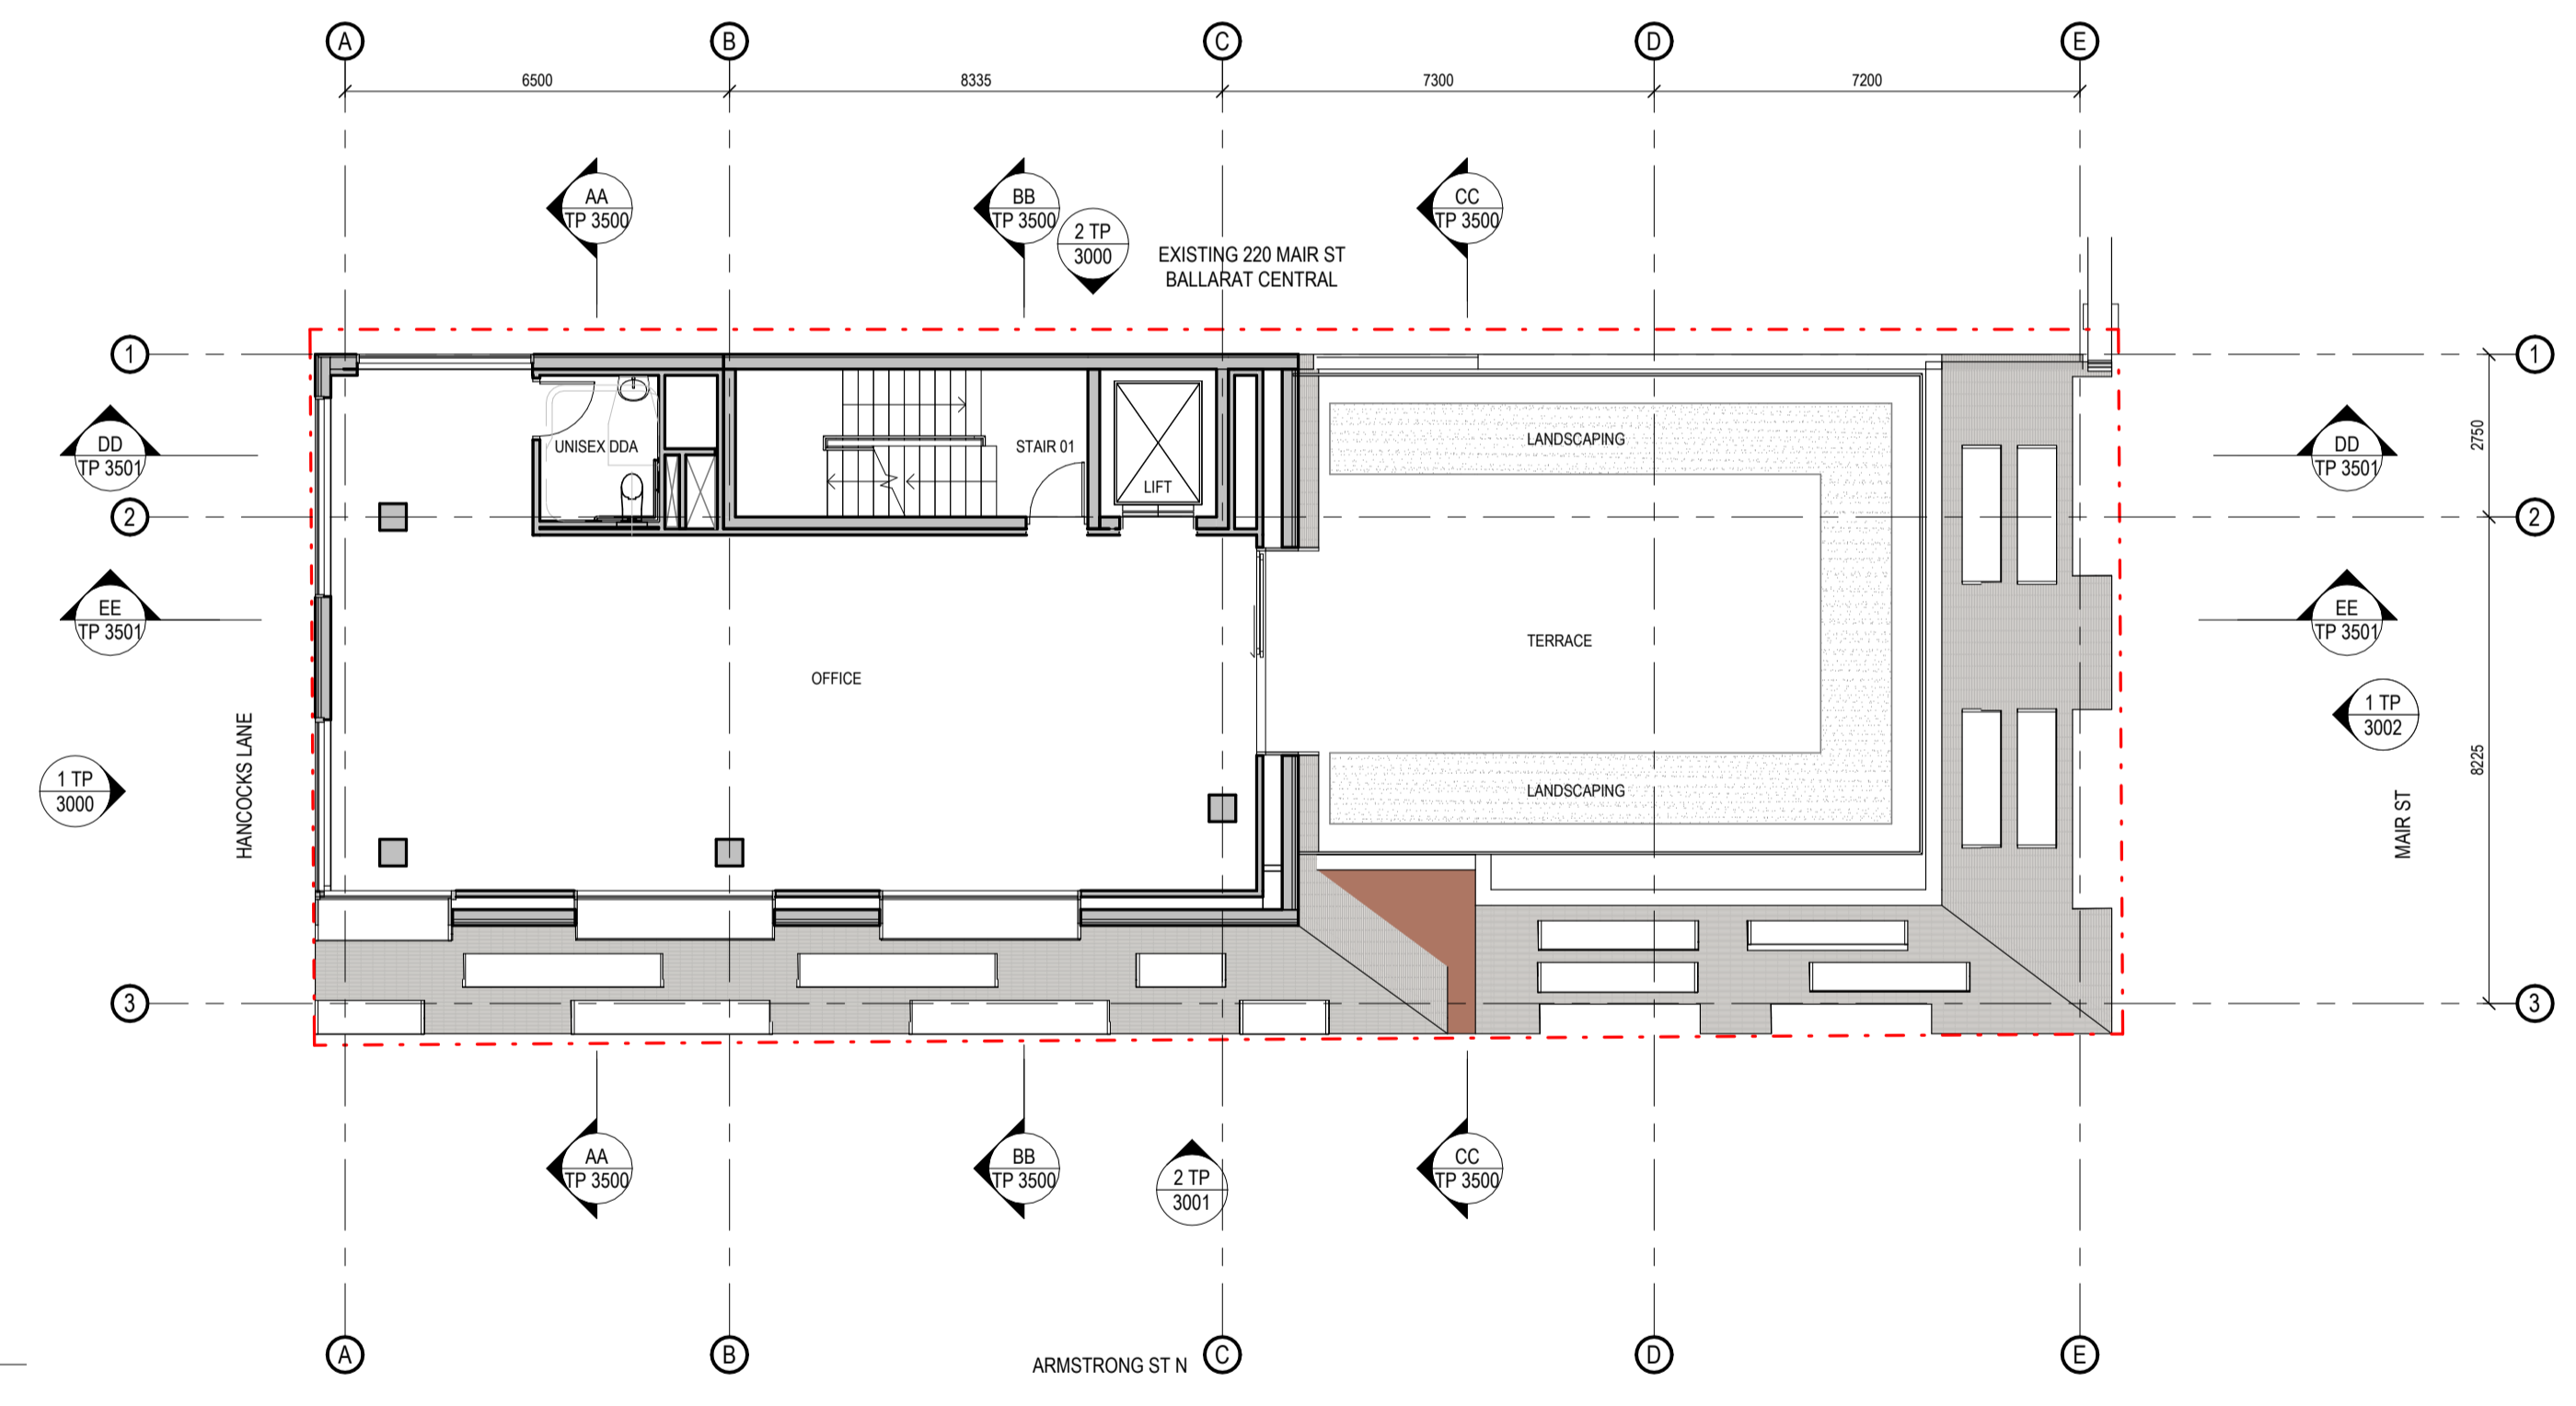 A
B
C
D
E
6500
8335
7300
7200
AA
TP 3500
BB
TP 3500
CC
TP 3500
2 TP
3000
EXISTING 220 MAIR ST
BALLARAT CENTRAL
1
1
DD
TP 3501
UNISEX DDA
STAIR 01
LANDSCAPING
DD
TP 3501
2750
LIFT
2
2
EE
TP 3501
EE
TP 3501
TERRACE
OFFICE
1 TP
3002
HANCOCKS LANE
1 TP
3000
LANDSCAPING
MAIR ST
8225
3
3
AA
TP 3500
BB
TP 3500
2 TP
3001
CC
TP 3500
A
B
ARMSTRONG ST N
C
D
E